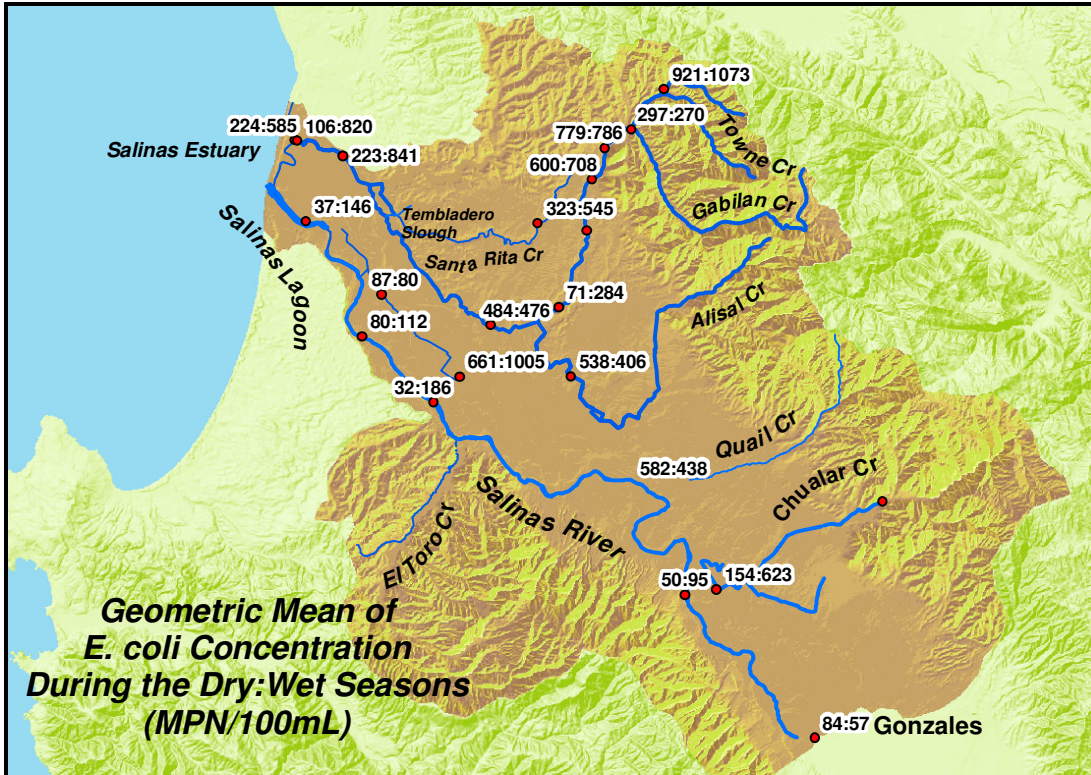 921:1073
297:270
779:786
224:585
106:820
Towne Cr
Salinas Estuary
223:841
600:708
Gabilan Cr
37:146
323:545
Tembladero
Slough
Santa Rita Cr
Salinas Lagoon
87:80
71:284
Alisal Cr
484:476
80:112
661:1005
538:406
32:186
Quail Cr
582:438
Chualar Cr
Salinas River
El Toro Cr
50:95
154:623
Geometric Mean of
E. coli Concentration
During the Dry:Wet Seasons
(MPN/100mL)
84:57
Gonzales